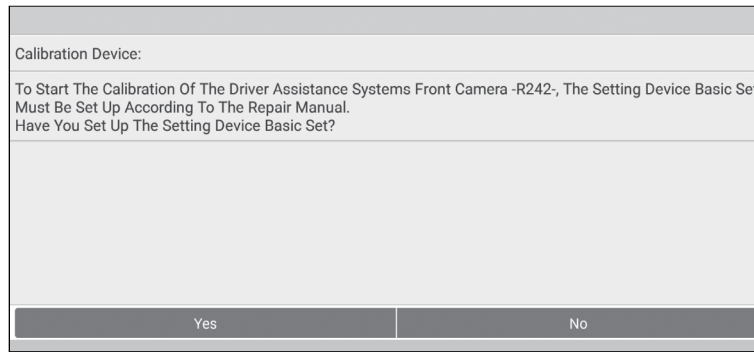 Calibration Device:
To Start The Calibration Of The Driver Assistance Systems Front Camera -R242-, The Setting Device Basic
Must Be Set Up According To The Repair Manual.
Have You Set Up The Setting Device Basic Set?
Yes
No